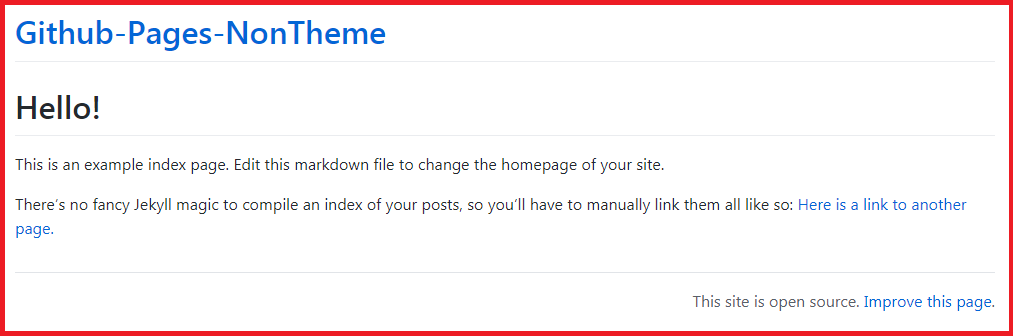 Github-Pages-NonTheme
Hello!
This is an example index page. Edit this markdown file to change the homepage of your site.
There’s no fancy Jekyll magic to compile an index of your posts, so you’ll have to manually link them all like so: Here is a link to another
page.
This site is open source. Improve this page.